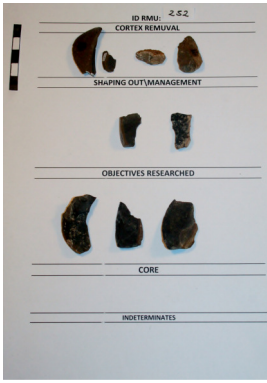 ID RMU: 252
CORTEX REMUVAL
SHAPING OUT\MANAGEMENT
OBJECTIVES RESEARCHED
CORE
INDETERMINATES